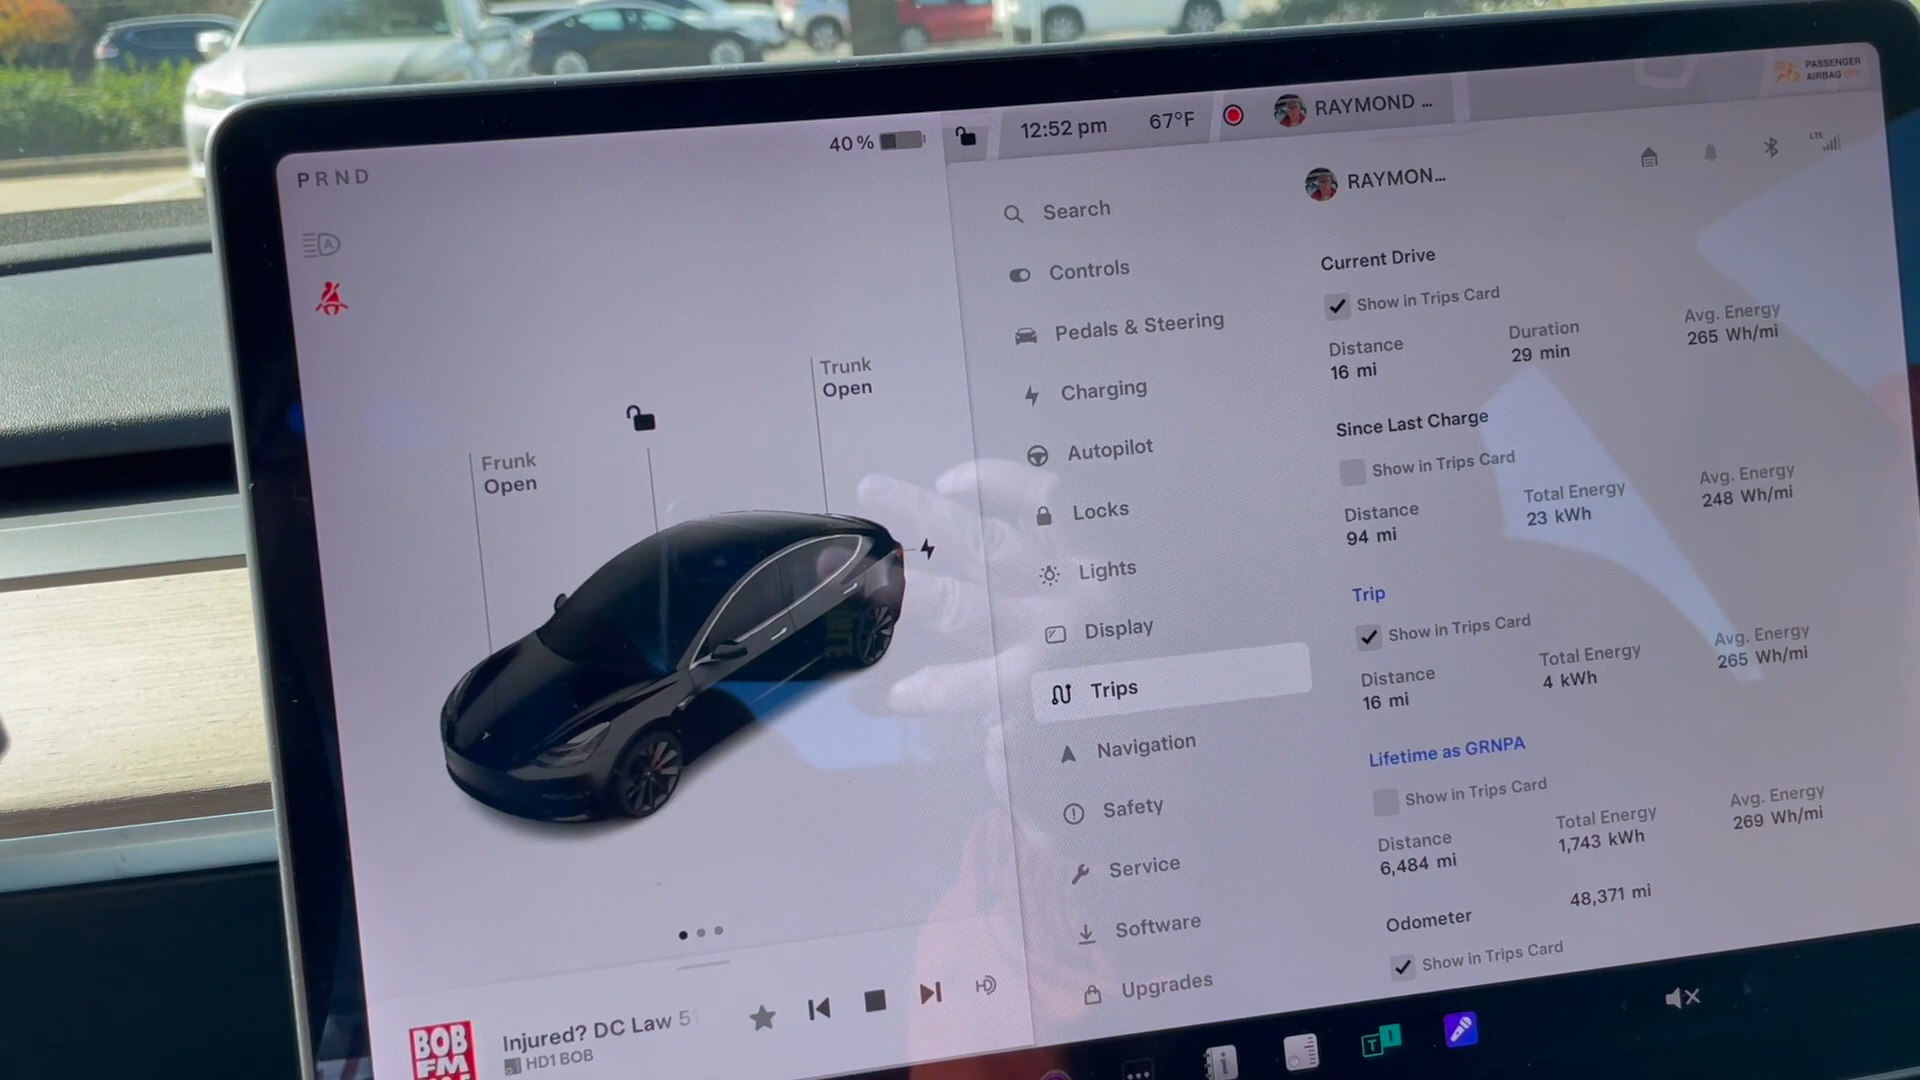 PASSENGER
AIRBAG OFF
40 %
12:52 pm
67°F
RAYMOND ...
PRND
LTE
RAYMON...
Search
Controls
Pedals & Steering
Charging
Autopilot
Locks
Lights
Display
Trips
Navigation
Safety
Service
Software
Upgrades
Trunk
Open
Frunk
Open
Current Drive
Show in Trips Card
Distance
16 mi
Duration
29 min
Avg. Energy
265 Wh/mi
Since Last Charge
Show in Trips Card
Distance
94 mi
Total Energy
23 kWh
Avg. Energy
248 Wh/mi
Trip
Show in Trips Card
Distance
16 mi
Total Energy
4 kWh
Avg. Energy
265 Wh/mi
Lifetime as GRNPA
Show in Trips Card
Distance
6,484 mi
Total Energy
1,743 kWh
Avg. Energy
269 Wh/mi
Odometer
48,371 mi
Show in Trips Card
BOB
FM
Injured? DC Law
HD1 BOB